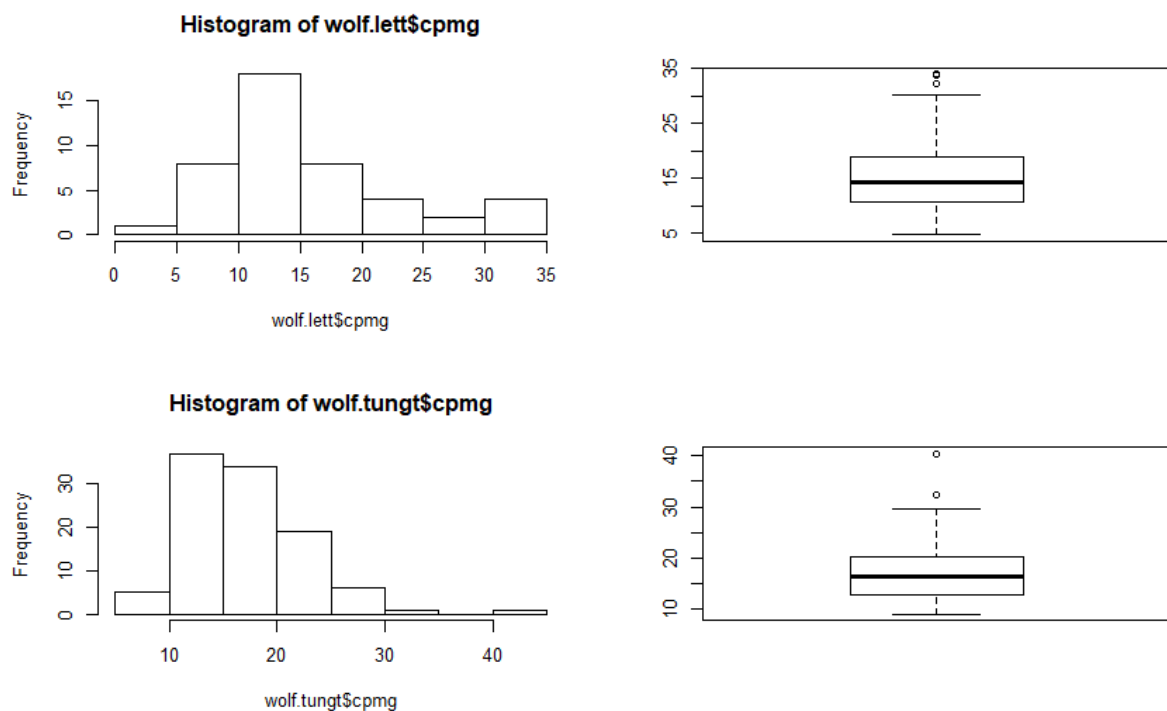 Histogram of wolf.lett$cpmg
Frequency
0 5 10 15
0 5 10 15 20 25 30 35
wolf.lett$cpmg
5 15 25 35
Histogram of wolf.tungt$cpmg
Frequency
0 10 20 30
10 20 30 40
wolf.tungt$cpmg
10 20 30 40